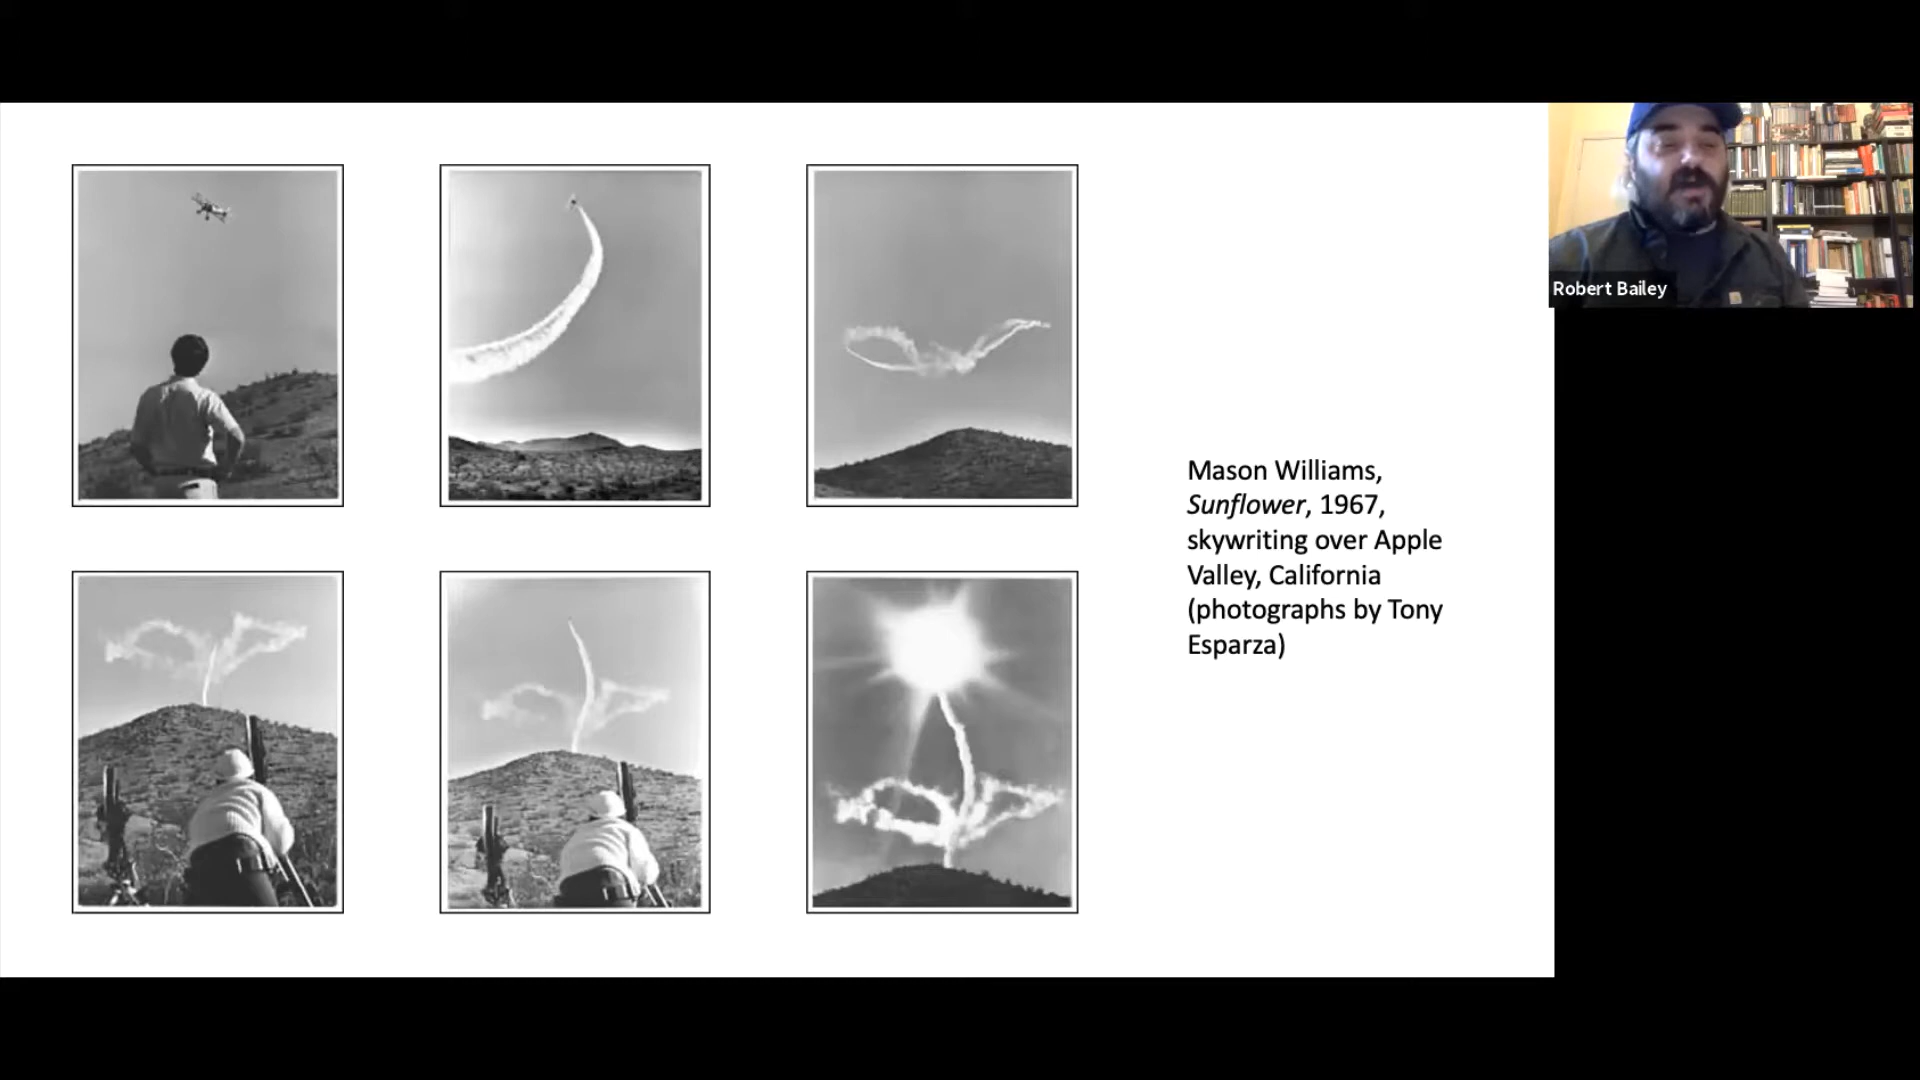 Robert Bailey
Mason Williams,
Sunflower, 1967,
skywriting over Apple
Valley, California
(photographs by Tony
Esparza)